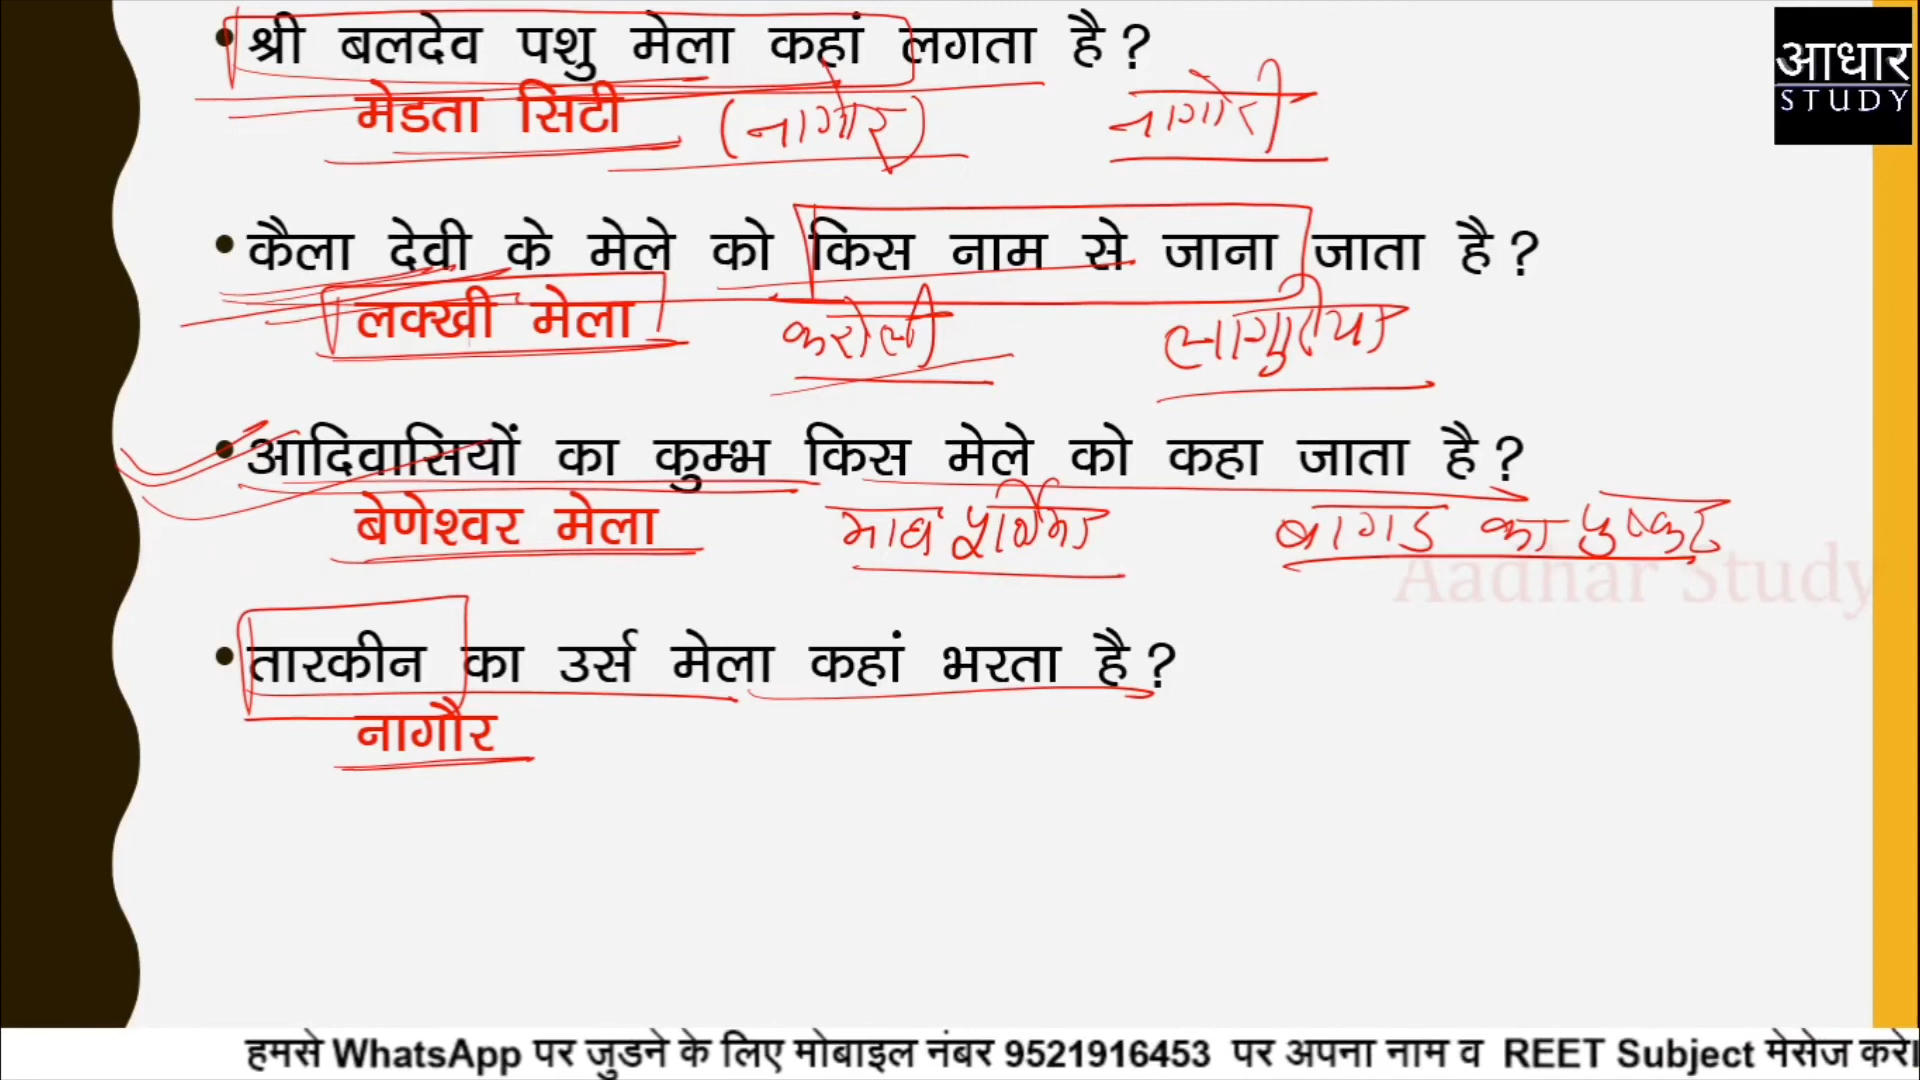 श्री बलदेव पशु मेला कहां लगता है?
आधार
STUDY
मेडता सिटी (नागौर) नागोरी
कैला देवी के मेले को किस नाम से जाना जाता है?
लक्खी मेला करोली लागुरीया
आदिवासियों का कुम्भ किस मेले को कहा जाता है?
बेणेश्वर मेला माघ पूर्णिमा बागड का पुष्कर
Aadhar Study
तारकीन का उर्स मेला कहां भरता है?
नागौर
हमसे WhatsApp पर जुडने के लिए मोबाइल नंबर 9521916453 पर अपना नाम व REET Subject मेसेज करे।